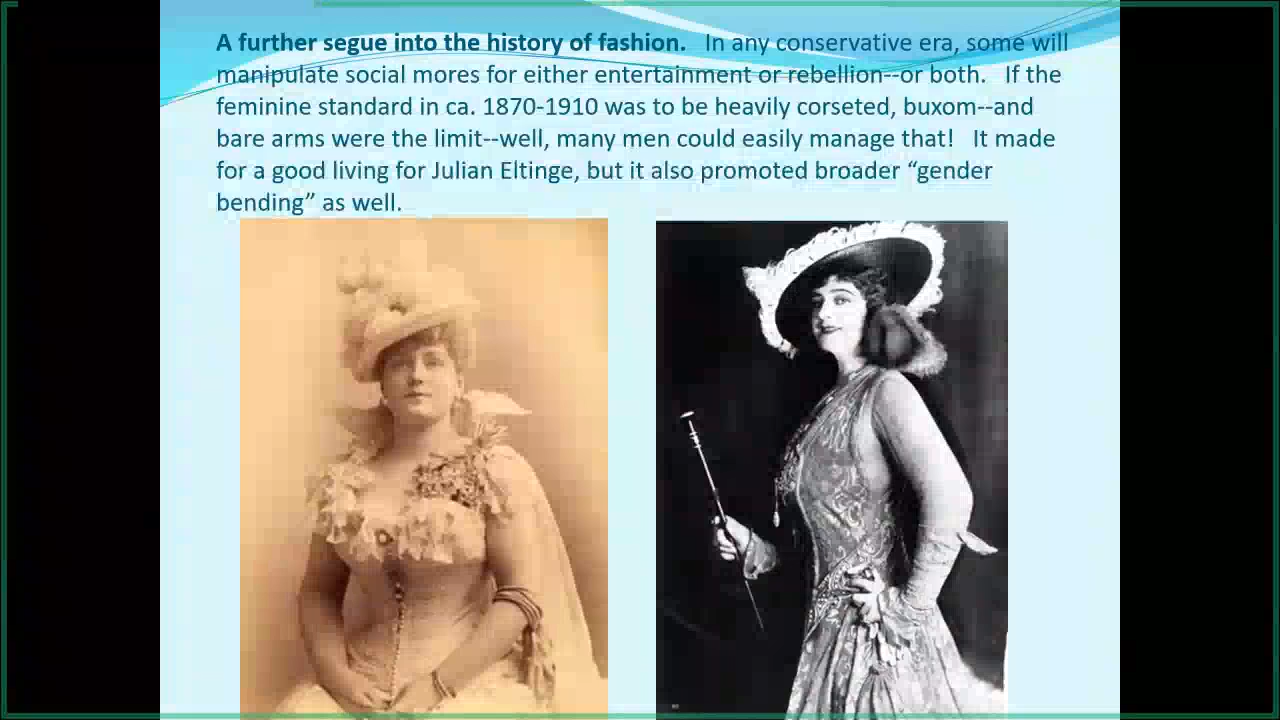 A further segue into the history of fashion.   In any conservative era, some will
manipulate social mores for either entertainment or rebellion--or both.   If the
feminine standard in ca. 1870-1910 was to be heavily corseted, buxom--and
bare arms were the limit--well, many men could easily manage that!   It made
for a good living for Julian Eltinge, but it also promoted broader “gender
bending” as well.